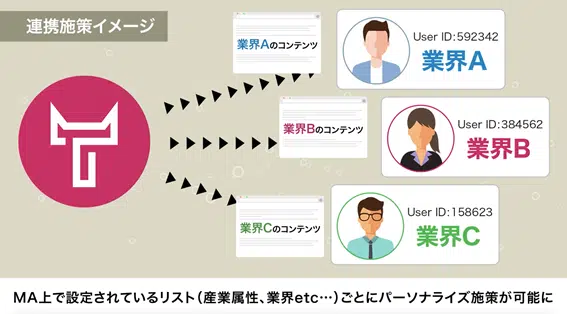 連携施策イメージ
業界Aのコンテンツ
User ID:592342
業界A
業界Bのコンテンツ
User ID:384562
業界B
業界Cのコンテンツ
User ID:158623
業界C
MA上で設定されているリスト(産業属性、業界etc…)ごとにパーソナライズ施策が可能に